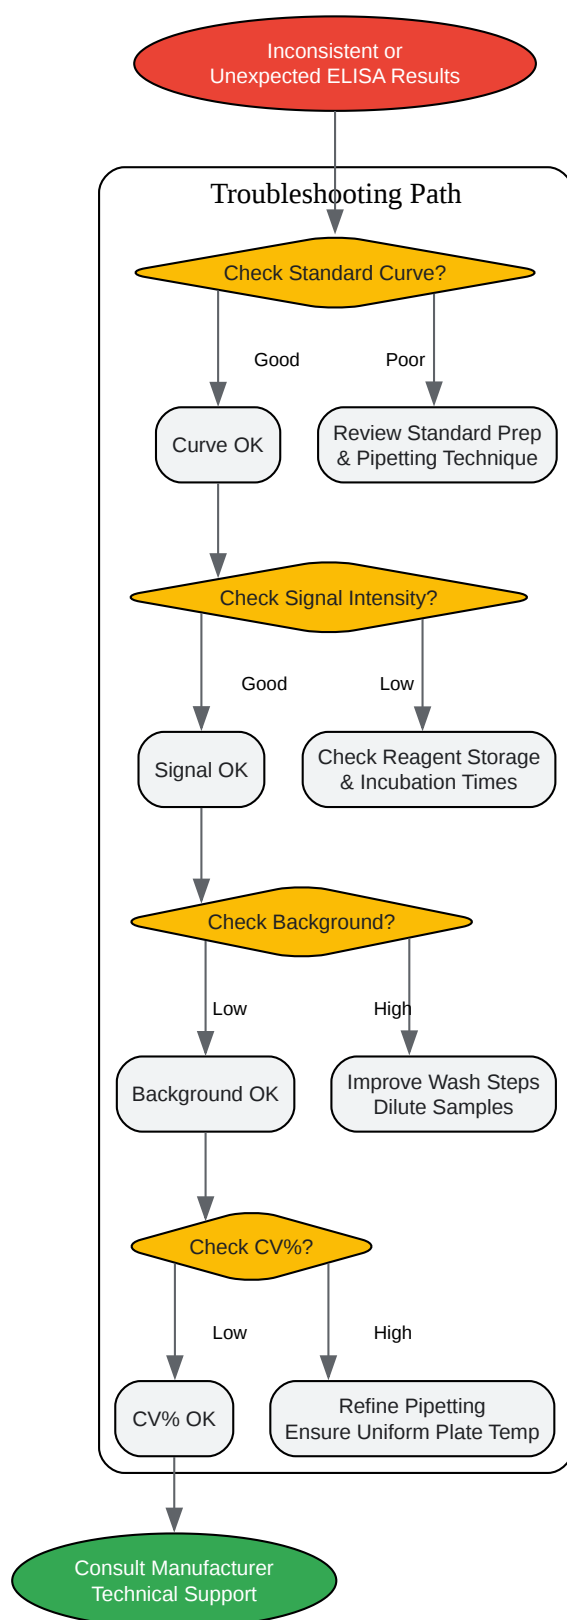 Inconsistent or
Unexpected ELISA Results
Troubleshooting Path
Check Standard Curve?
Good
Poor
Curve OK
Review Standard Prep
& Pipetting Technique
Check Signal Intensity?
Good
Low
Signal OK
Check Reagent Storage
& Incubation Times
Check Background?
Low
High
Background OK
Improve Wash Steps
Dilute Samples
Check CV%?
Low
High
CV% OK
Refine Pipetting
Ensure Uniform Plate Temp
Consult Manufacturer
Technical Support